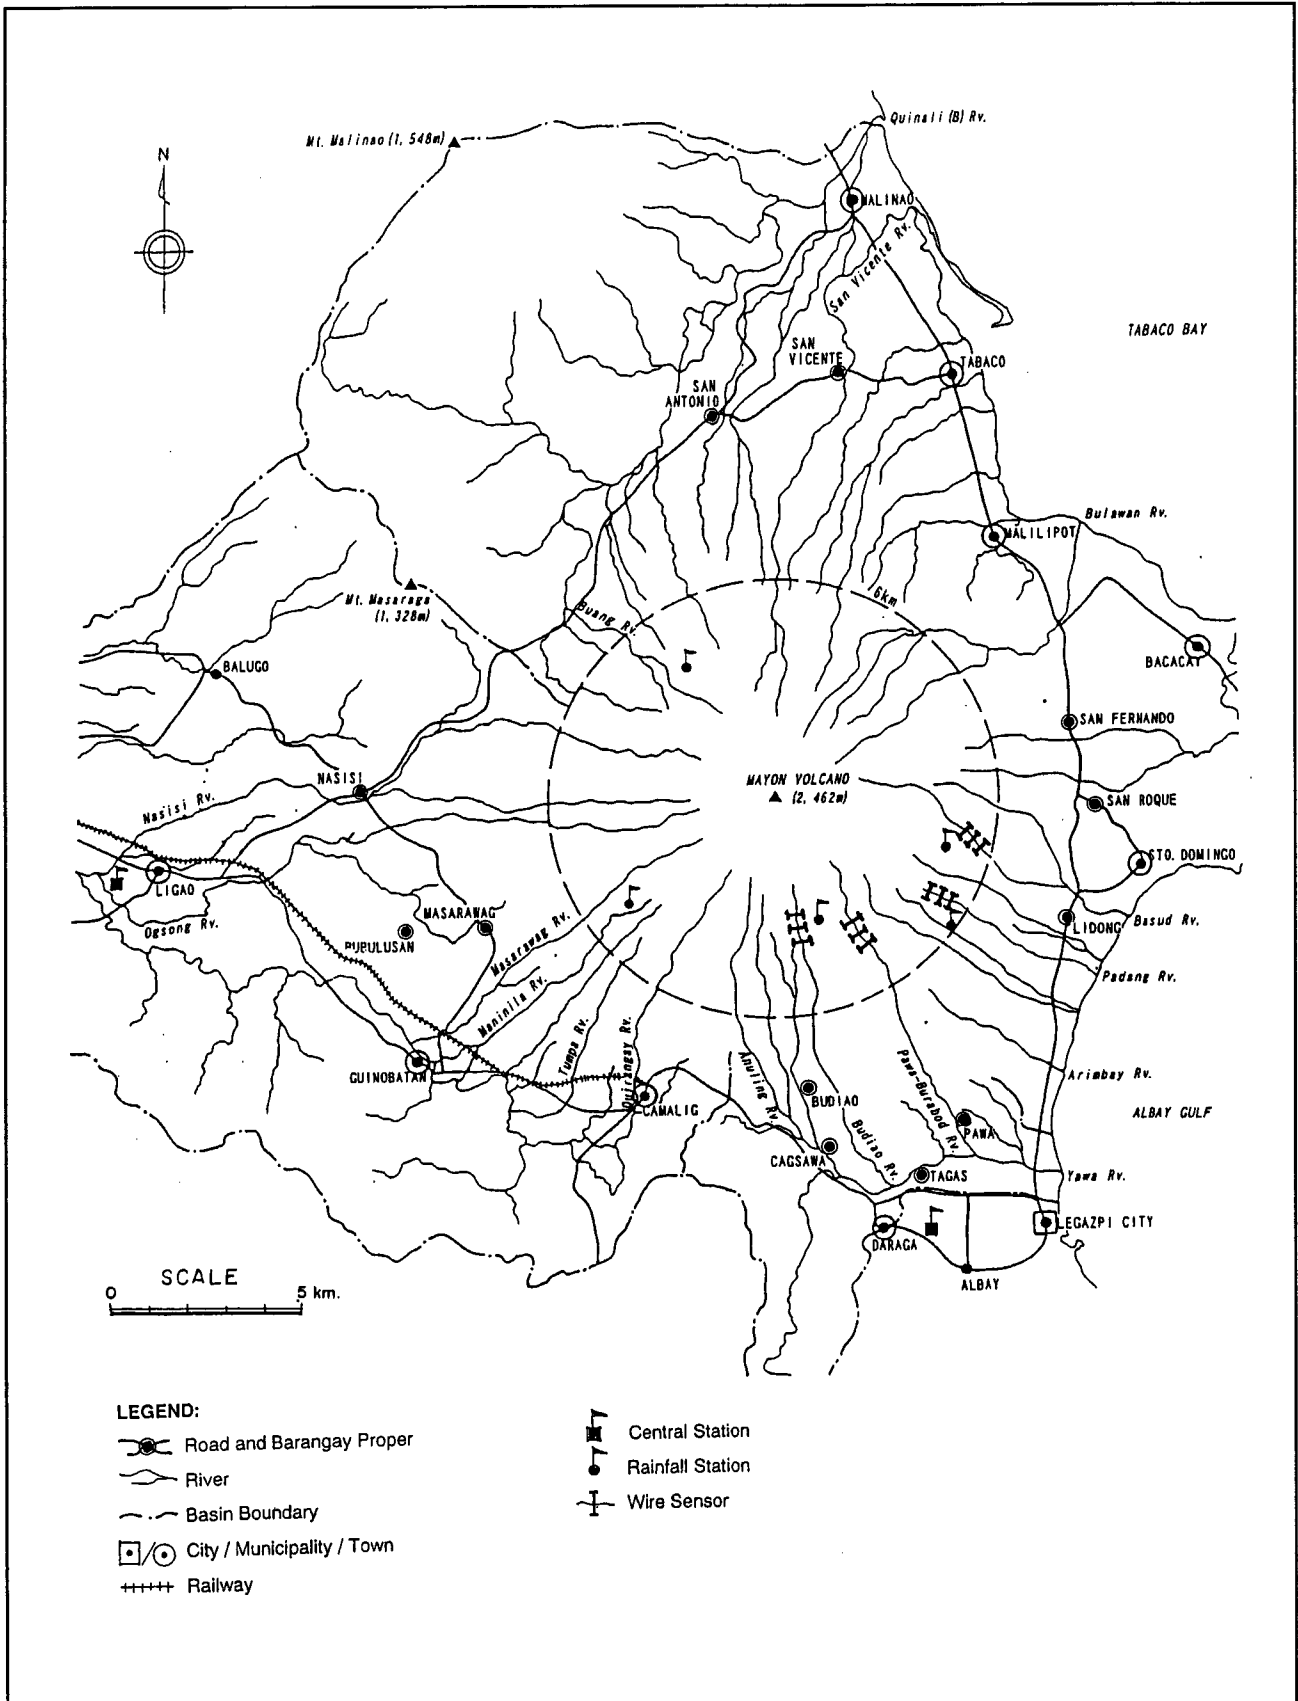 Quinali (B) Rv.
Mt. Malinao (1, 548m)
N
MALINAO
San Vicente Rv.
TABACO BAY
SAN
VICENTE
TABACO
SAN
ANTONIO
Bulawan Rv.
MALILIPOT
Mt. Masaraga
(1, 328m)
6km
Buang Rv.
BALUGO
BACACAY
SAN FERNANDO
NASISI
MAYON VOLCANO
(2, 462m)
Nasisi Rv.
SAN ROQUE
STO. DOMINGO
LIGAO
MASARAWAG
Masarawag Rv.
Ogsong Rv.
LIDONG
Basud Rv.
Padang Rv.
Maninila Rv.
Tumpa Rv.
Quirangay Rv.
GUINOBATAN
CAMALIG
Anuling Rv.
BUDIAO
Budiao Rv.
Pawa-Burabod Rv.
Arimbay Rv.
ALBAY GULF
PAWA
CAGSAWA
TAGAS
Yawa Rv.
DARAGA
LEGAZPI CITY
ALBAY
SCALE
0 5 km.
LEGEND:
Road and Barangay Proper
River
Basin Boundary
City / Municipality / Town
Railway
Central Station
Rainfall Station
Wire Sensor